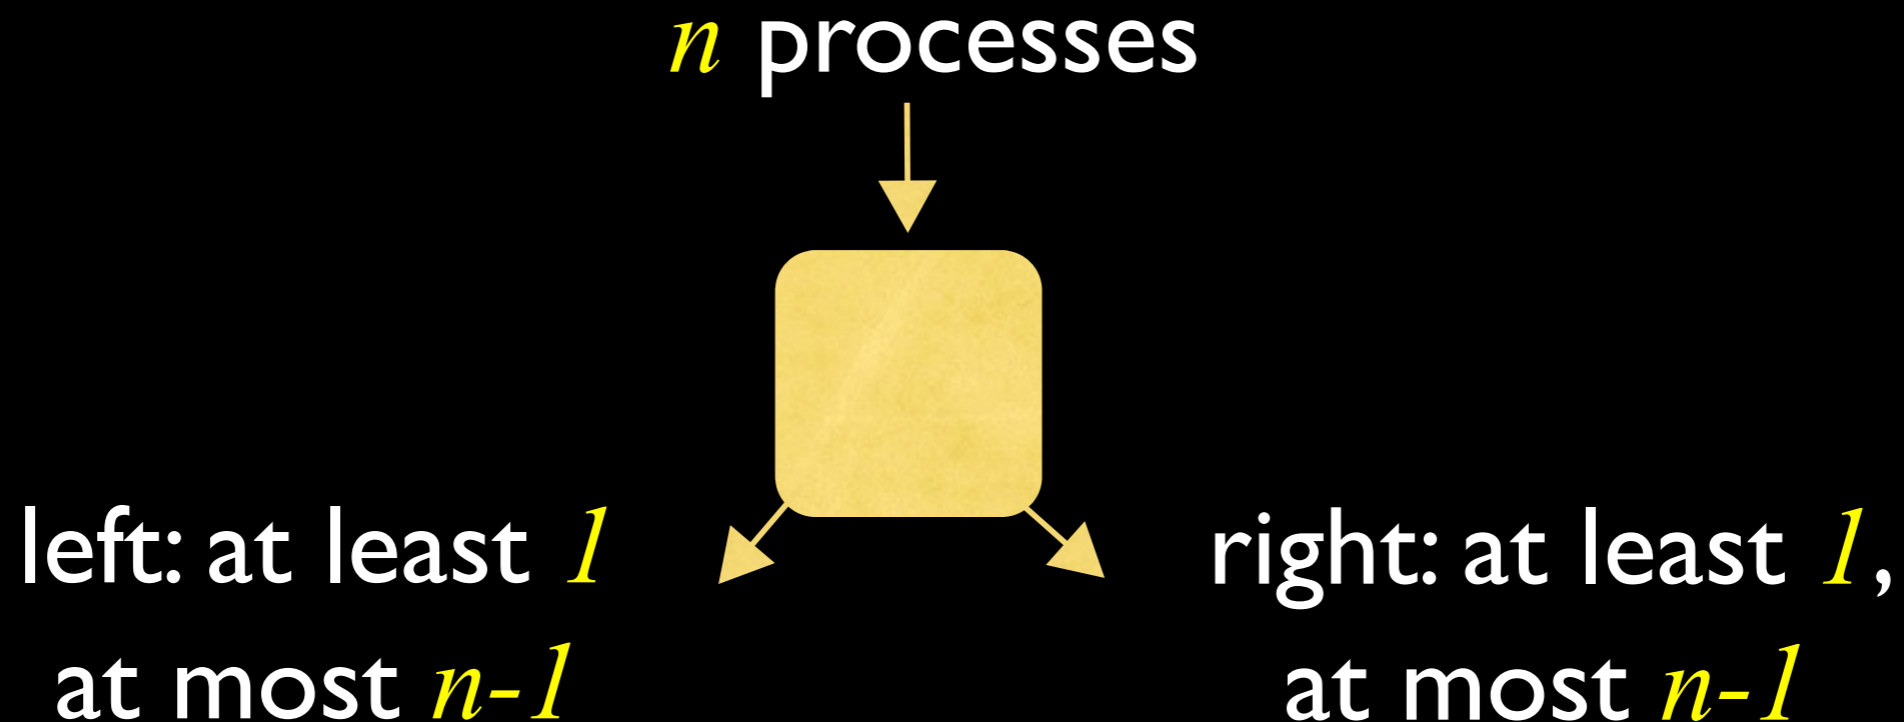 n processes
left: at least 1
at most n-1
right: at least 1,
at most n-1